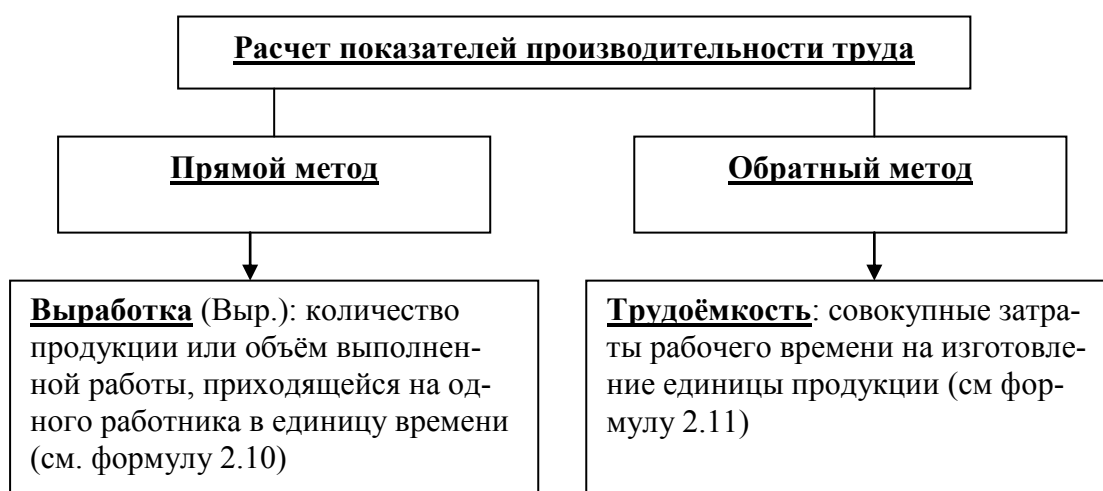 Расчет показателей производительности труда
Прямой метод
Обратный метод
Выработка (Выр.): количество
продукции или объём выполнен-
ной работы, приходящейся на од-
ного работника в единицу времени
(см. формулу 2.10)
Трудоёмкость: совокупные затра-
ты рабочего времени на изготовле-
ние единицы продукции (см фор-
мулу 2.11)